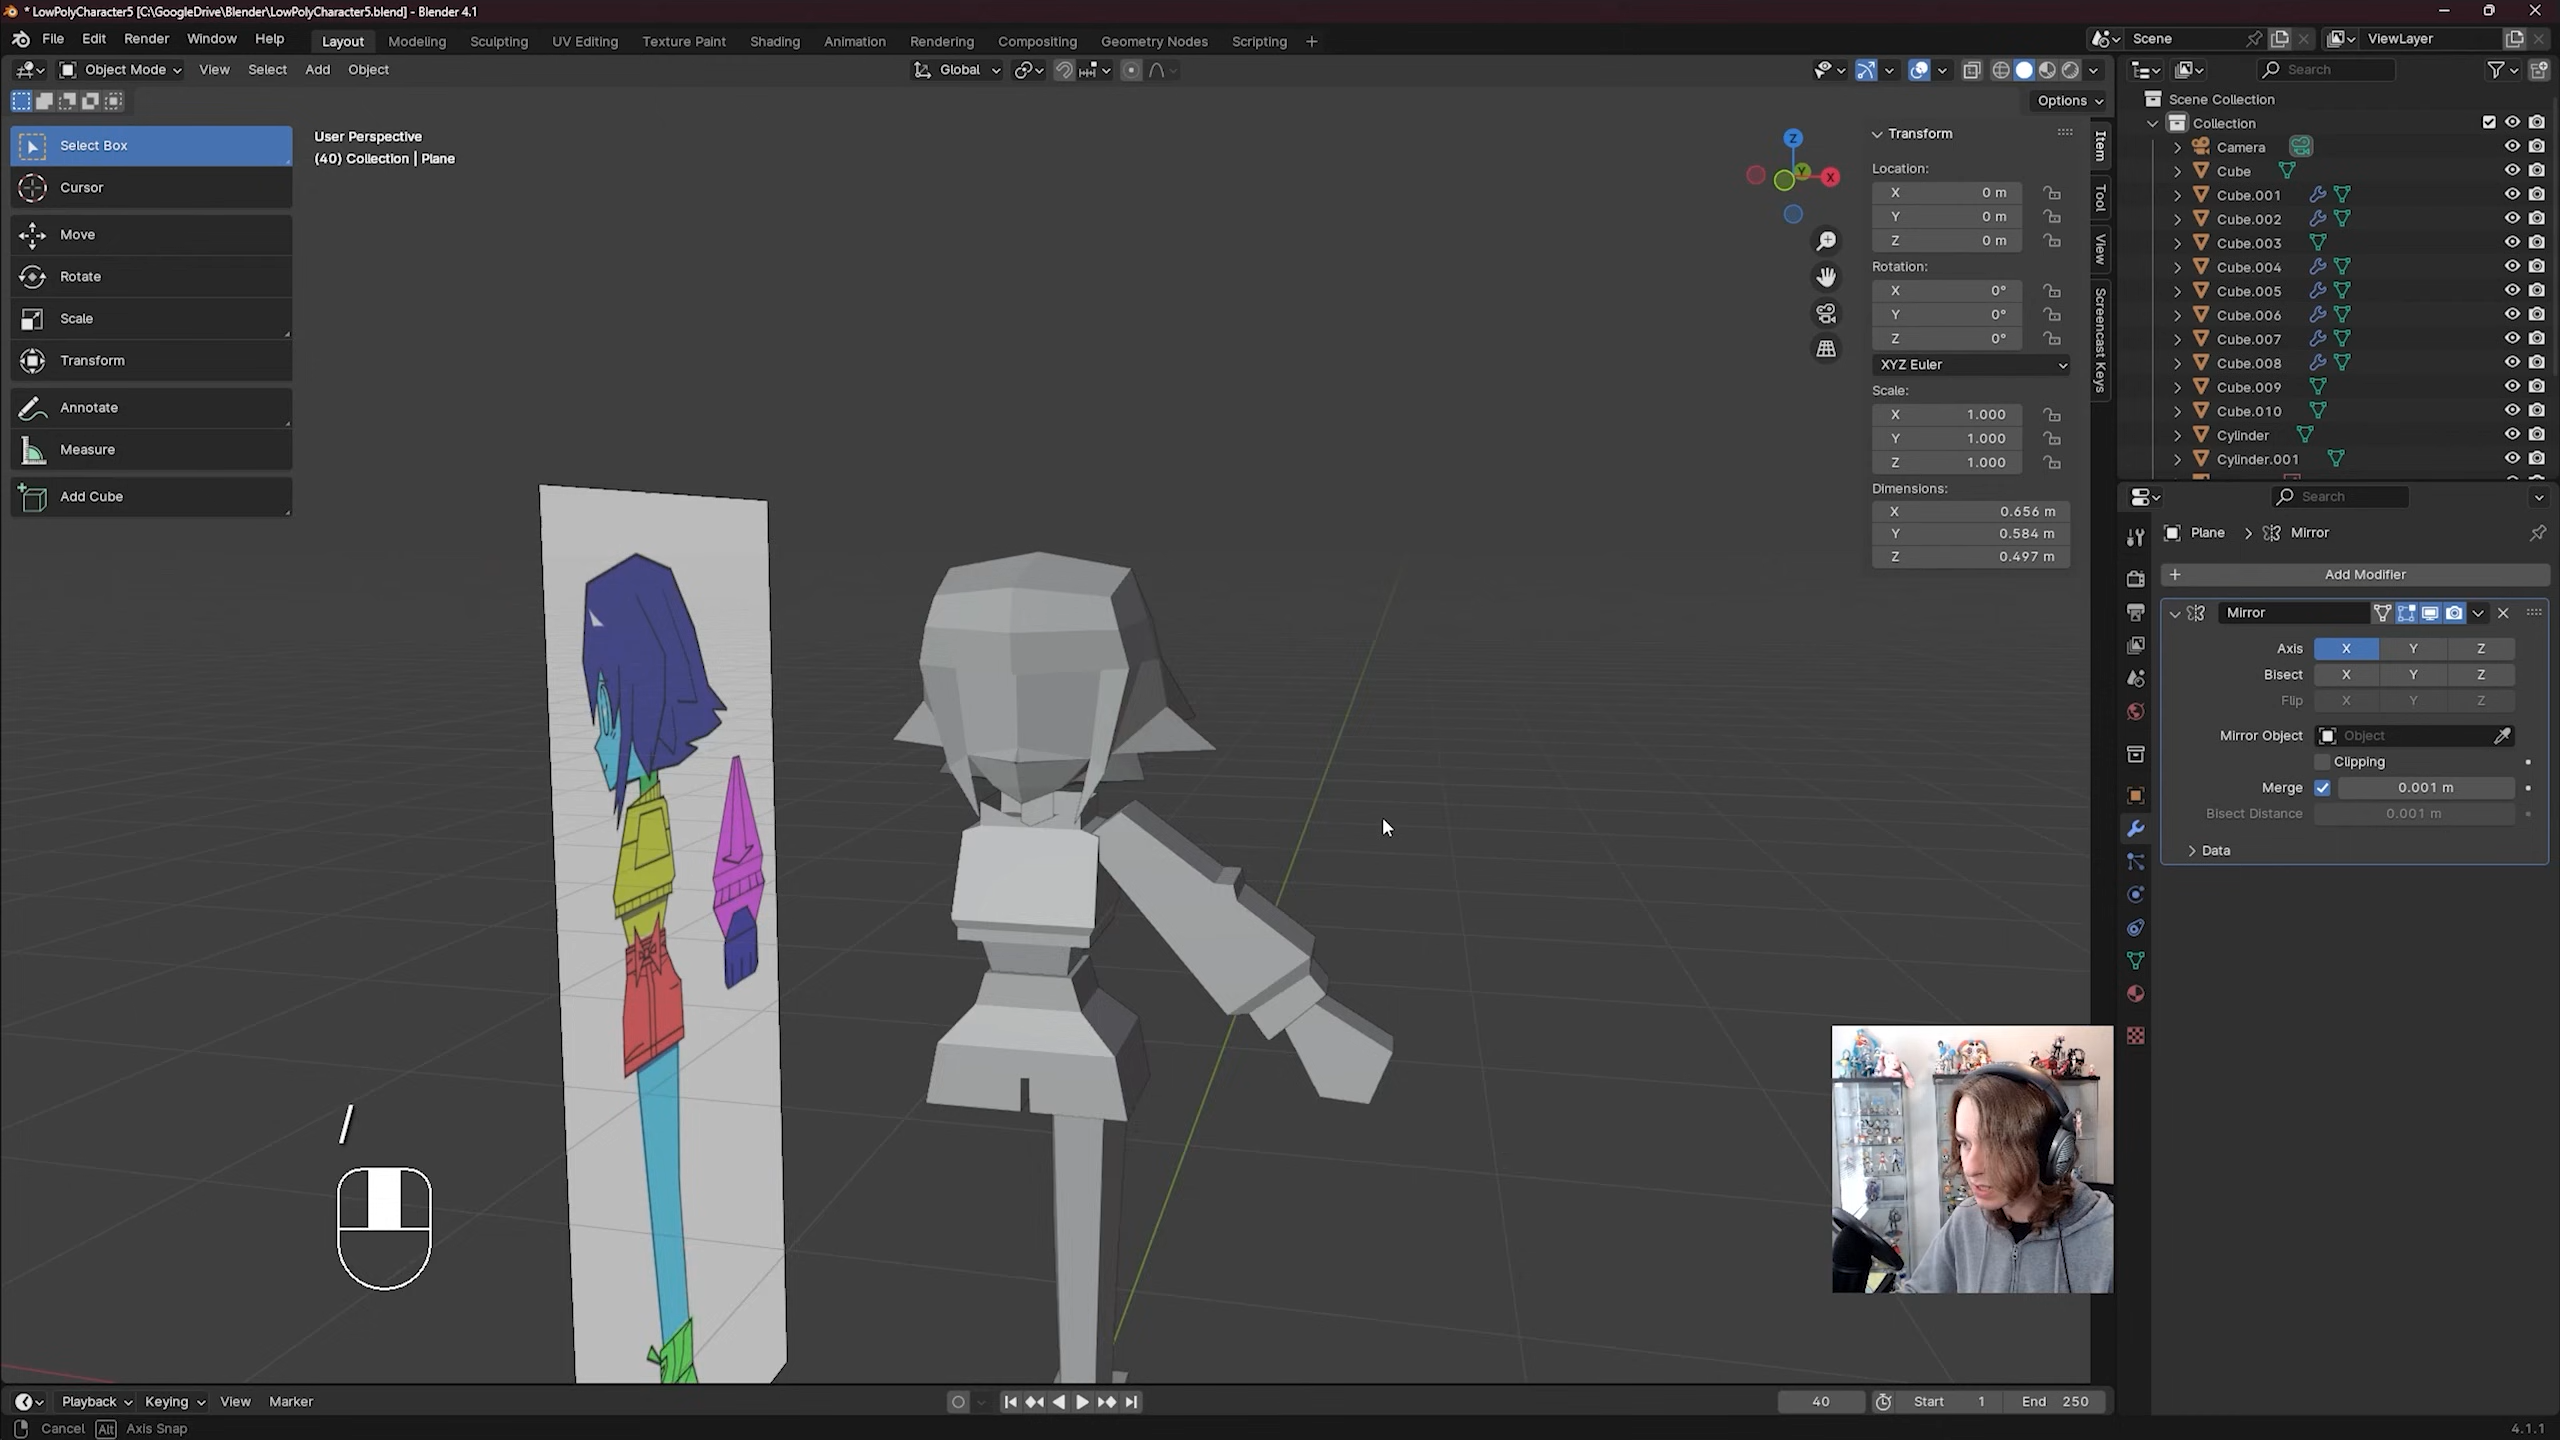 * LowPolyCharacter5 [C:\GoogleDrive\Blender\LowPolyCharacter5.blend] - Blender 4.1
File Edit Render Window Help
Layout Modeling Sculpting UV Editing Texture Paint Shading Animation Rendering Compositing Geometry Nodes Scripting +
Scene
ViewLayer
Object Mode View Select Add Object
Global
Search
Options
Select Box
Cursor
Move
Rotate
Scale
Transform
Annotate
Measure
Add Cube
User Perspective
(40) Collection | Plane
Z
Y
X
Transform
Location:
X 0 m
Y 0 m
Z 0 m
Rotation:
X 0°
Y 0°
Z 0°
XYZ Euler
Scale:
X 1.000
Y 1.000
Z 1.000
Dimensions:
X 0.656 m
Y 0.584 m
Z 0.497 m
Item
Tool
View
Screencast Keys
Scene Collection
Collection
Camera
Cube
Cube.001
Cube.002
Cube.003
Cube.004
Cube.005
Cube.006
Cube.007
Cube.008
Cube.009
Cube.010
Cylinder
Cylinder.001
Search
Plane > Mirror
+ Add Modifier
Mirror
Axis X Y Z
Bisect X Y Z
Flip X Y Z
Mirror Object Object
Clipping
Merge 0.001 m
Bisect Distance 0.001 m
Data
/
Playback Keying View Marker
40 Start 1 End 250
Cancel Alt Axis Snap
4.1.1